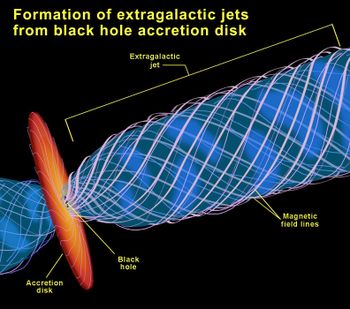 Formation of extragalactic jets
from black hole accretion disk
Extragalactic
jet
Magnetic
field lines
Black
hole
Accretion
disk